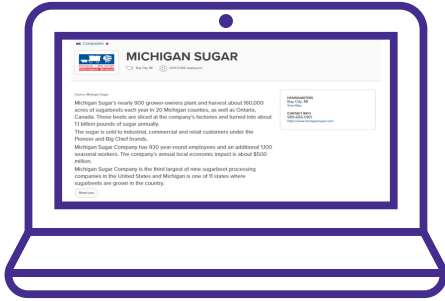 Companies
MICHIGAN SUGAR
Bay City, MI
employees
Source: Michigan Sugar
Michigan Sugar's nearly 900 grower-owners plant and harvest about 160,000
acres of sugarbeets each year in 20 Michigan counties, as well as Ontario,
Canada. Those beets are sliced at the company's factories and turned into about
1.1 billion pounds of sugar annually.
The sugar is sold to industrial, commercial and retail customers under the
Pioneer and Big Chief brands.
Michigan Sugar Company has 930 year-round employees and an additional 1,100
seasonal workers. The company's annual local economic impact is about $500
million.
Michigan Sugar Company is the third largest of nine sugarbeet processing
companies in the United States and Michigan is one of 11 states where
sugarbeets are grown in the country.
Show Less
HEADQUARTERS
Bay City, MI
View Map
CONTACT INFO
https://www.michigansugar.com/